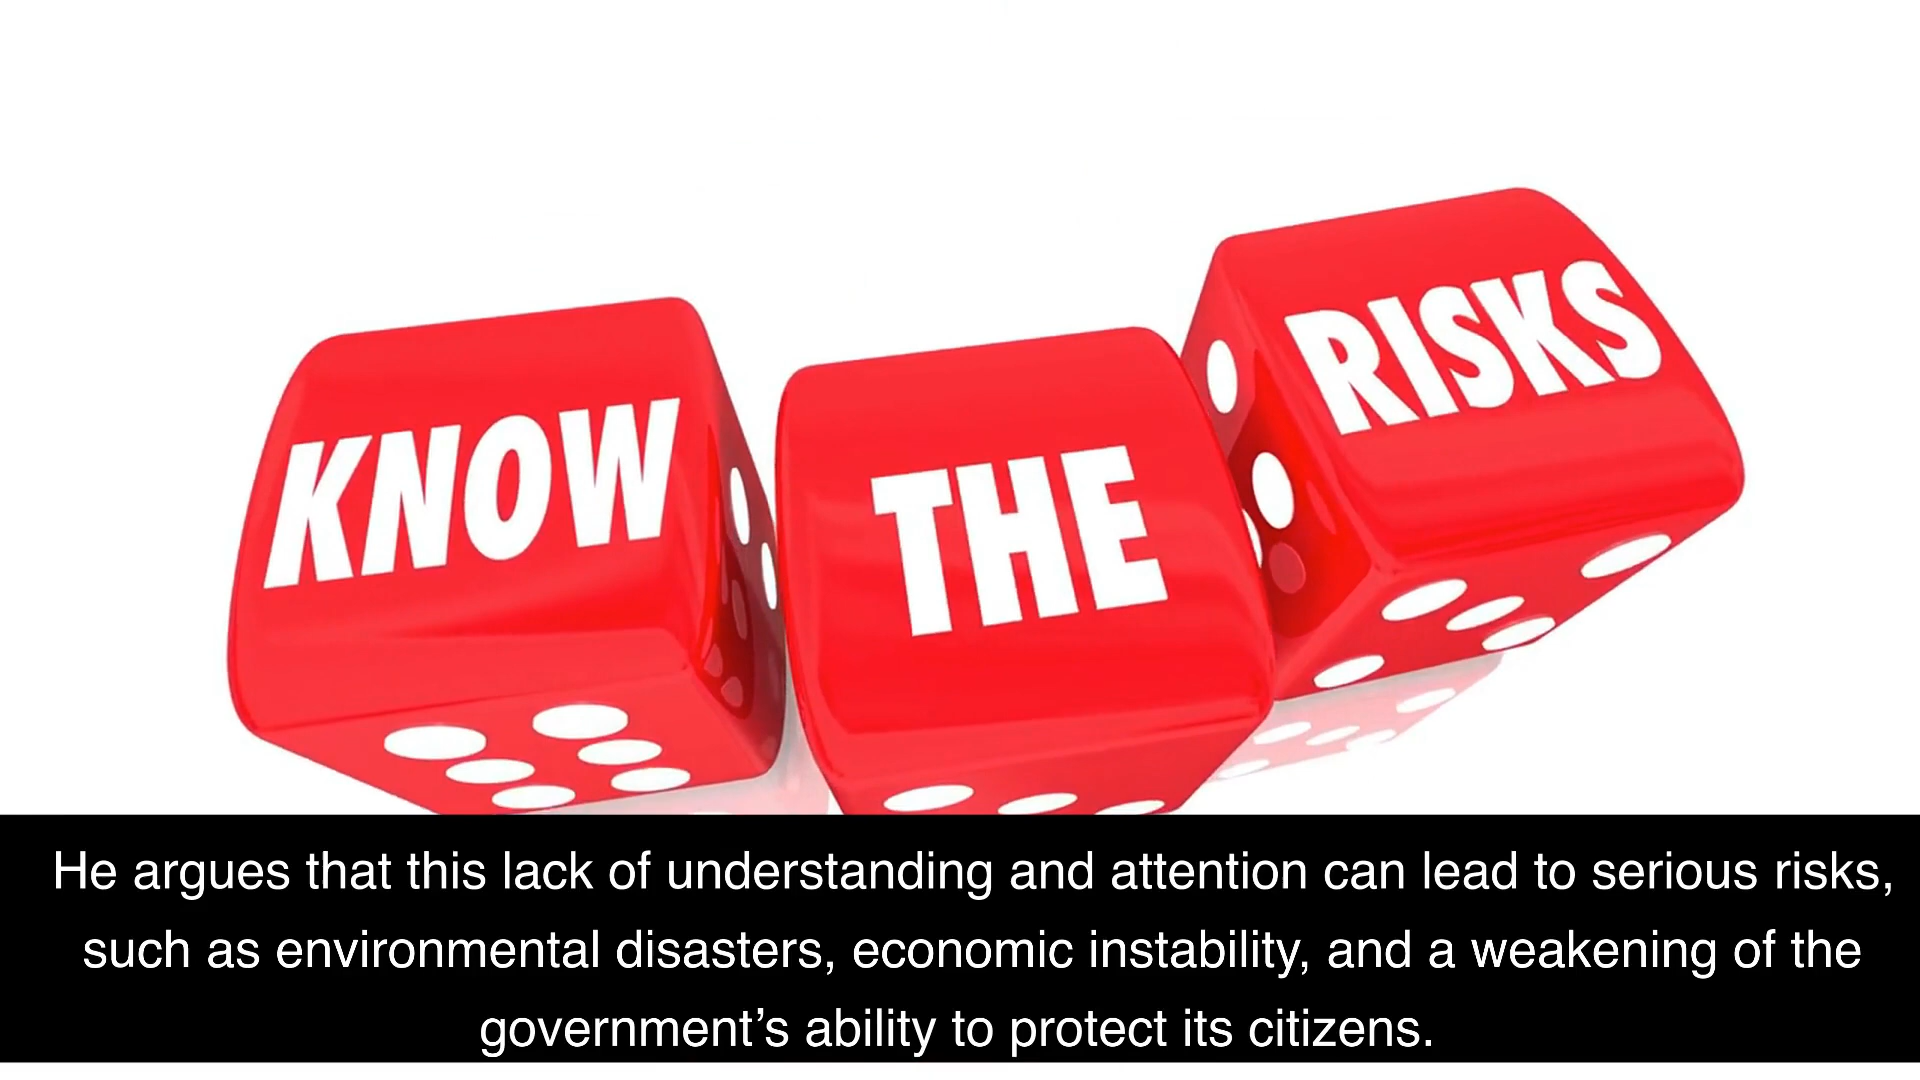 KNOW
THE
RISKS
He argues that this lack of understanding and attention can lead to serious risks,
such as environmental disasters, economic instability, and a weakening of the
government’s ability to protect its citizens.